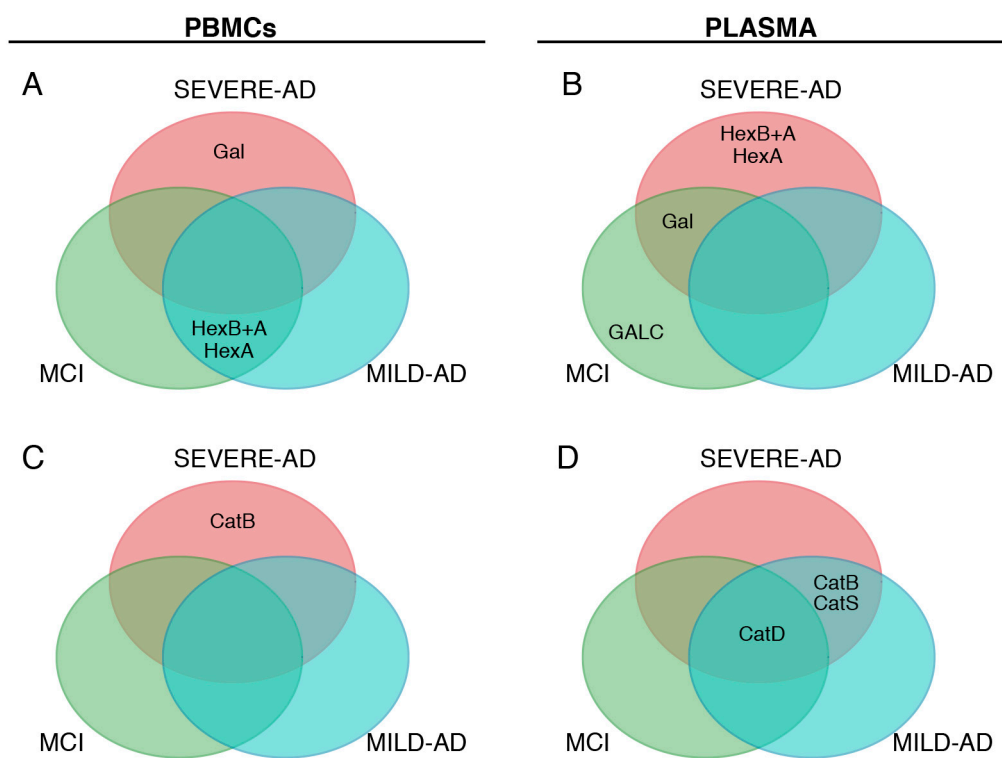 PBMCs
PLASMA
A
SEVERE-AD
Gal
HexB+A
HexA
MCI
MILD-AD
B
SEVERE-AD
HexB+A
HexA
Gal
GALC
MCI
MILD-AD
C
SEVERE-AD
CatB
MCI
MILD-AD
D
SEVERE-AD
CatB
CatS
CatD
MCI
MILD-AD